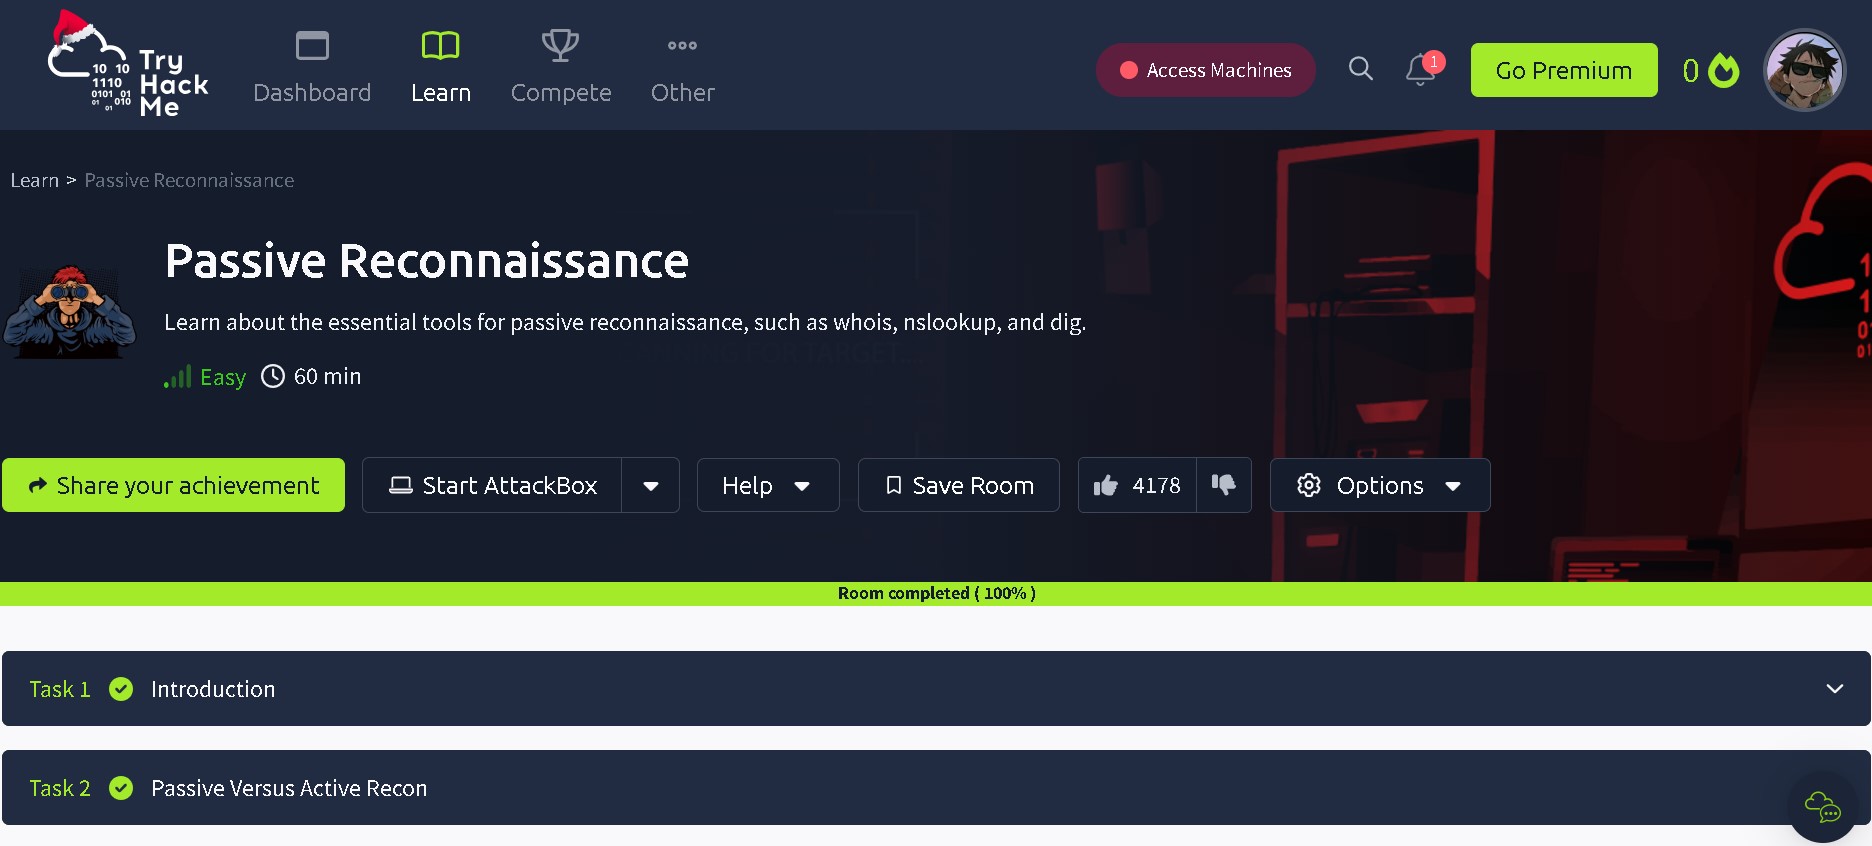 Try
Hack
Me
10 10
1110
0101 01
01 010
01
Dashboard
Learn
Compete
Other
Access Machines
1
Go Premium
0
Learn > Passive Reconnaissance
Passive Reconnaissance
Learn about the essential tools for passive reconnaissance, such as whois, nslookup, and dig.
Easy
60 min
Share your achievement
Start AttackBox
Help
Save Room
4178
Options
Room completed ( 100% )
Task 1
Introduction
Task 2
Passive Versus Active Recon